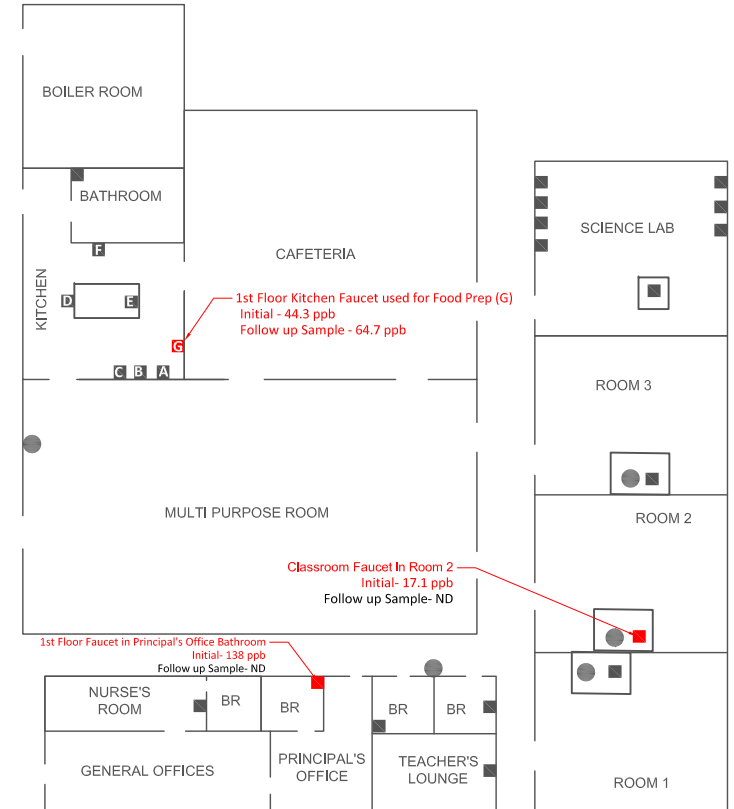 BOILER ROOM
BATHROOM
F
CAFETERIA
SCIENCE LAB
KITCHEN
D
E
1st Floor Kitchen Faucet used for Food Prep (G)
Initial - 44.3 ppb
Follow up Sample - 64.7 ppb
G
C
B
A
ROOM 3
MULTI PURPOSE ROOM
ROOM 2
Classroom Faucet In Room 2
Initial- 17.1 ppb
Follow up Sample- ND
1st Floor Faucet in Principal's Office Bathroom
Initial- 138 ppb
Follow up Sample- ND
NURSE'S
ROOM
BR
BR
BR
BR
GENERAL OFFICES
PRINCIPAL'S
OFFICE
TEACHER'S
LOUNGE
ROOM 1